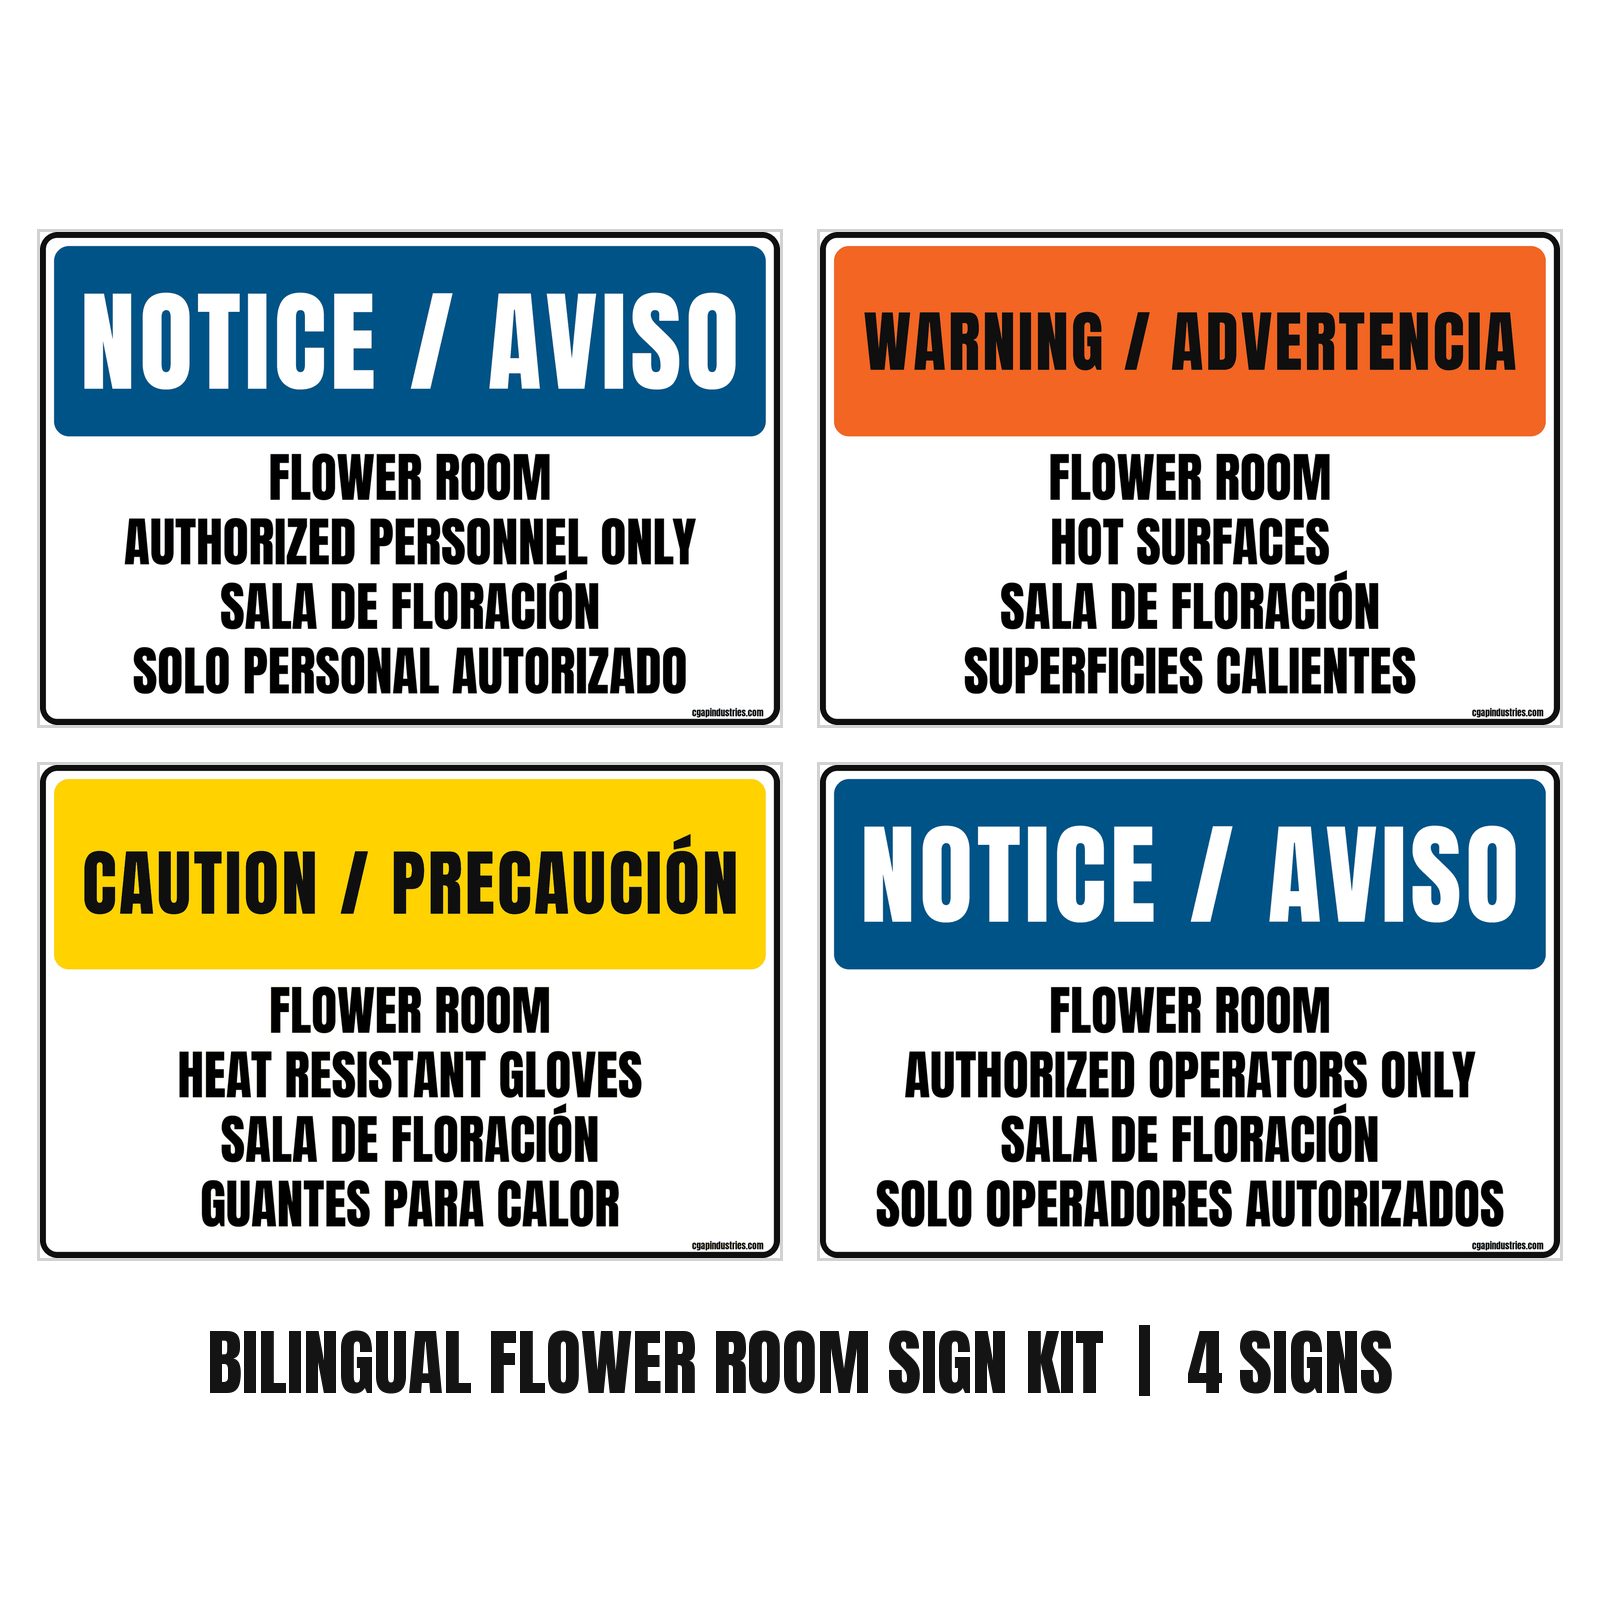 NOTICE / AVISO
FLOWER ROOM
AUTHORIZED PERSONNEL ONLY
SALA DE FLORACIÓN
SOLO PERSONAL AUTORIZADO
cgapindustries.com
WARNING / ADVERTENCIA
FLOWER ROOM
HOT SURFACES
SALA DE FLORACIÓN
SUPERFICIES CALIENTES
cgapindustries.com
CAUTION / PRECAUCIÓN
FLOWER ROOM
HEAT RESISTANT GLOVES
SALA DE FLORACIÓN
GUANTES PARA CALOR
cgapindustries.com
NOTICE / AVISO
FLOWER ROOM
AUTHORIZED OPERATORS ONLY
SALA DE FLORACIÓN
SOLO OPERADORES AUTORIZADOS
cgapindustries.com
BILINGUAL FLOWER ROOM SIGN KIT | 4 SIGNS